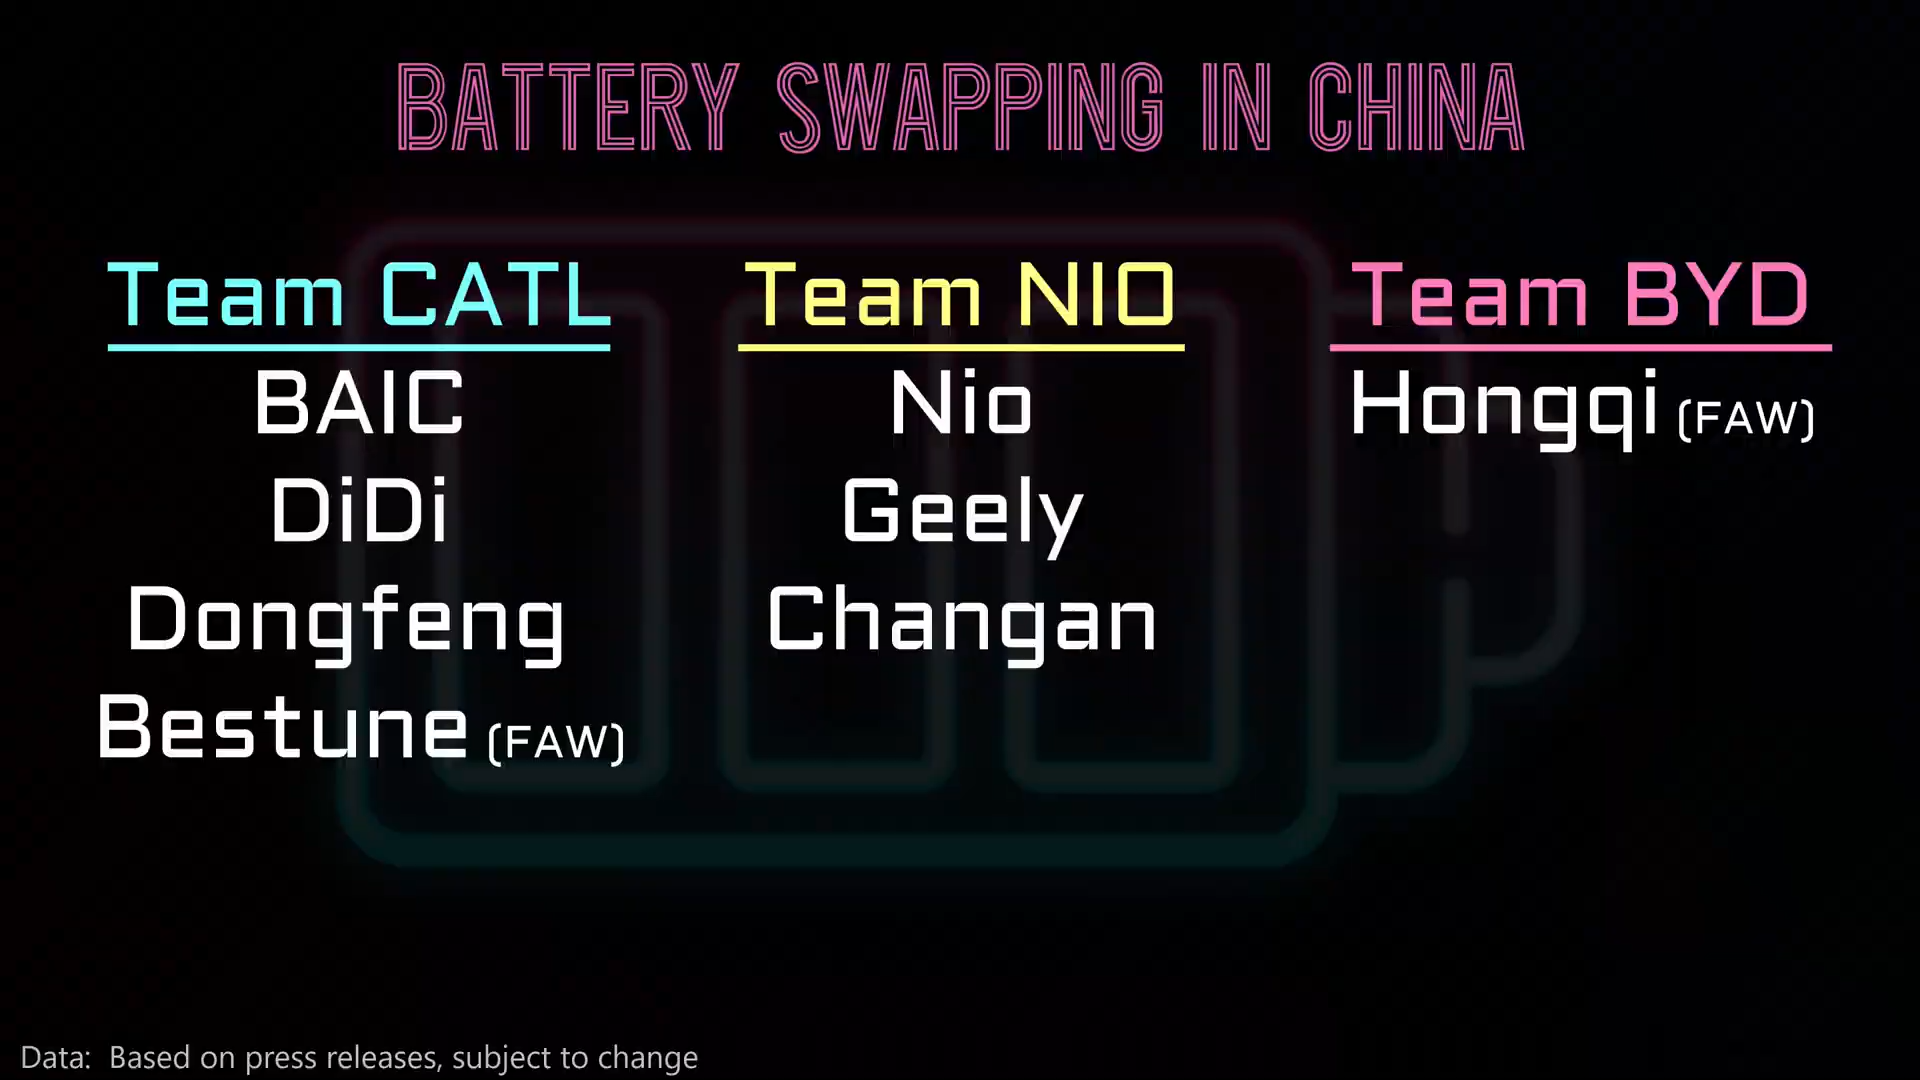 BATTERY SWAPPING IN CHINA
Team CATL
BAIC
DiDi
Dongfeng
Bestune (FAW)
Team NIO
Nio
Geely
Changan
Team BYD
Hongqi (FAW)
Data: Based on press releases, subject to change